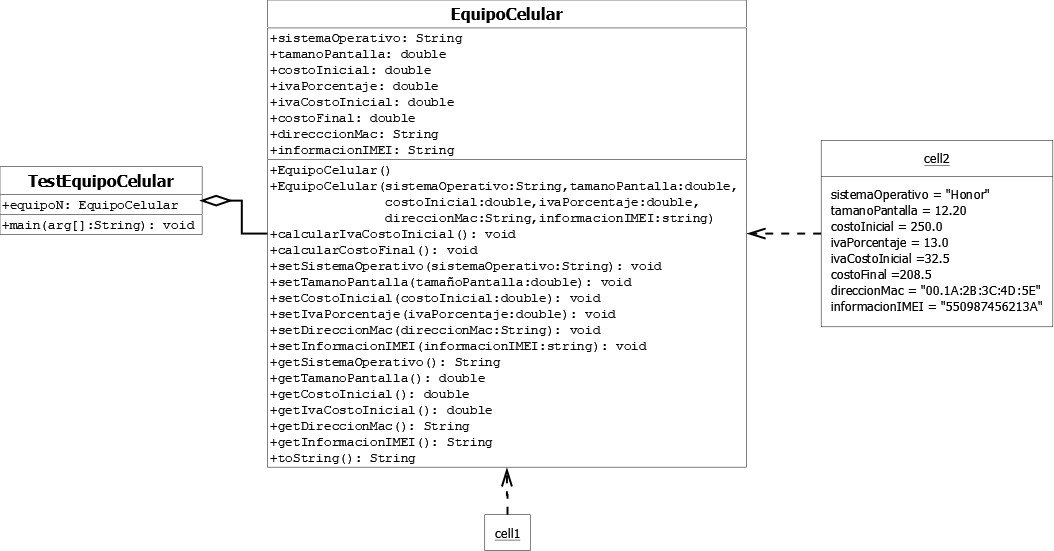 EquipoCelular
+sistemaOperativo: String
+tamanoPantalla: double
+costoInicial: double
+ivaPorcentaje: double
+ivaCostoInicial: double
+costoFinal: double
+direcccionMac: String
+informacionIMEI: String
+EquipoCelular()
+EquipoCelular(sistemaOperativo:String,tamanoPantalla:double,
costoInicial:double,ivaPorcentaje:double,
direccionMac:String,informacionIMEI:string)
+calcularIvaCostoInicial(): void
+calcularCostoFinal(): void
+setSistemaOperativo(sistemaOperativo:String): void
+setTamanoPantalla(tamañoPantalla:double): void
+setCostoInicial(costoInicial:double): void
+setIvaPorcentaje(ivaPorcentaje:double): void
+setDireccionMac(direccionMac:String): void
+setInformacionIMEI(informacionIMEI:string): void
+getSistemaOperativo(): String
+getTamanoPantalla(): double
+getCostoInicial(): double
+getIvaCostoInicial(): double
+getDireccionMac(): String
+getInformacionIMEI(): String
+toString(): String
TestEquipoCelular
+equipoN: EquipoCelular
+main(arg[]:String): void
cell2
sistemaOperativo = "Honor"
tamanoPantalla = 12.20
costoInicial = 250.0
ivaPorcentaje = 13.0
ivaCostoInicial =32.5
costoFinal =208.5
direccionMac = "00.1A:2B:3C:4D:5E"
informacionIMEI = "550987456213A"
cell1